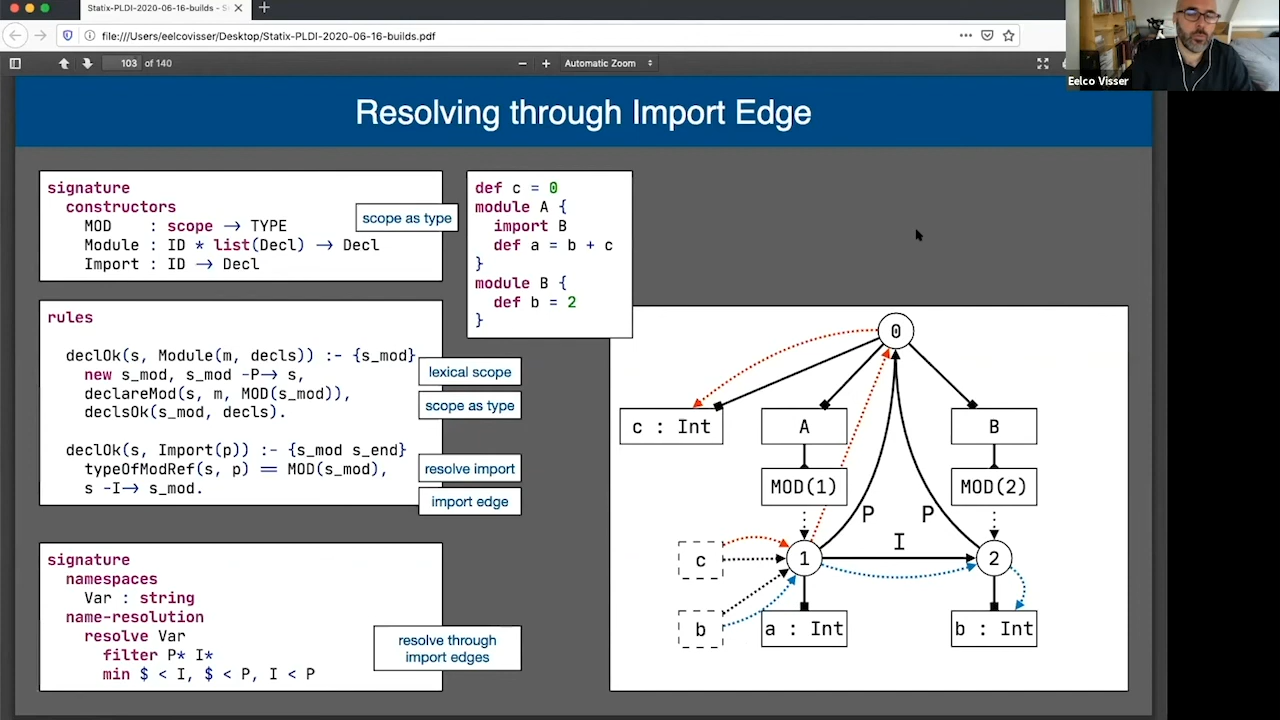 Statix-PLDI-2020-06-16-builds - S
file:///Users/eelcovisser/Desktop/Statix-PLDI-2020-06-16-builds.pdf
103 of 140
Automatic Zoom
Eelco Visser
Resolving through Import Edge
signature
constructors
MOD : scope → TYPE
Module : ID * list(Decl) → Decl
Import : ID → Decl
scope as type
def c = 0
module A {
import B
def a = b + c
}
module B {
def b = 2
}
rules
declOk(s, Module(m, decls)) :- {s_mod}
new s_mod, s_mod -P→ s,
declareMod(s, m, MOD(s_mod)),
declsOk(s_mod, decls).
declOk(s, Import(p)) :- {s_mod s_end}
typeOfModRef(s, p) == MOD(s_mod),
s -I→ s_mod.
lexical scope
scope as type
resolve import
import edge
signature
namespaces
Var : string
name-resolution
resolve Var
filter P* I*
min $ < I, $ < P, I < P
resolve through
import edges
0
c : Int
A
B
MOD(1)
MOD(2)
P
P
I
c
1
2
b
a : Int
b : Int